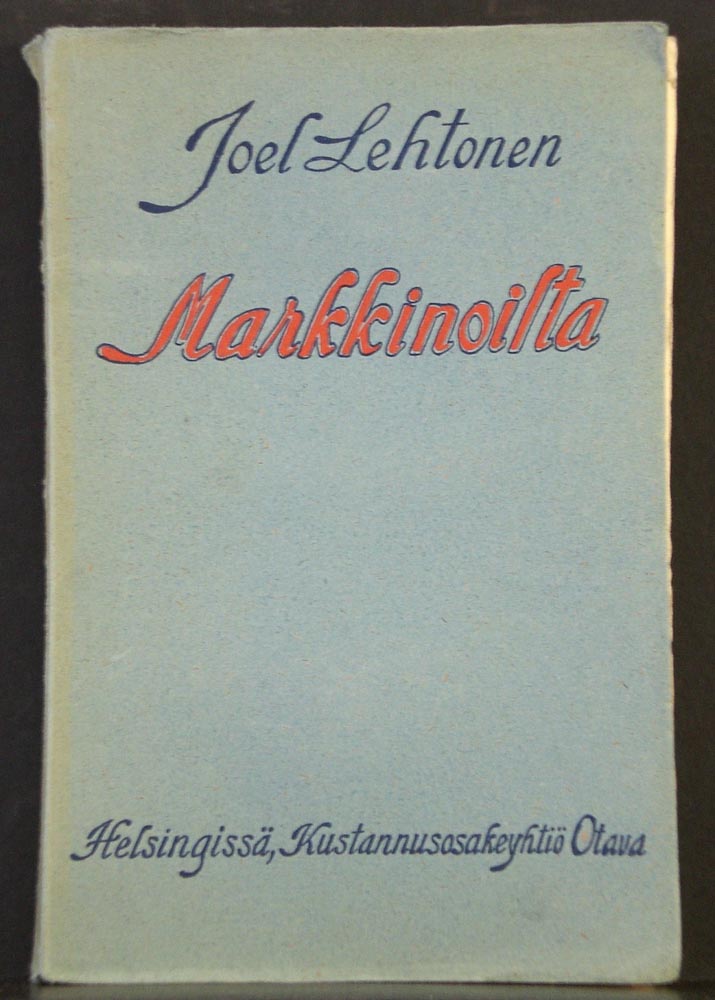 Joel Lehtonen
Markkinoilta
Helsingissä, Kustannusosakeyhtiö Otava